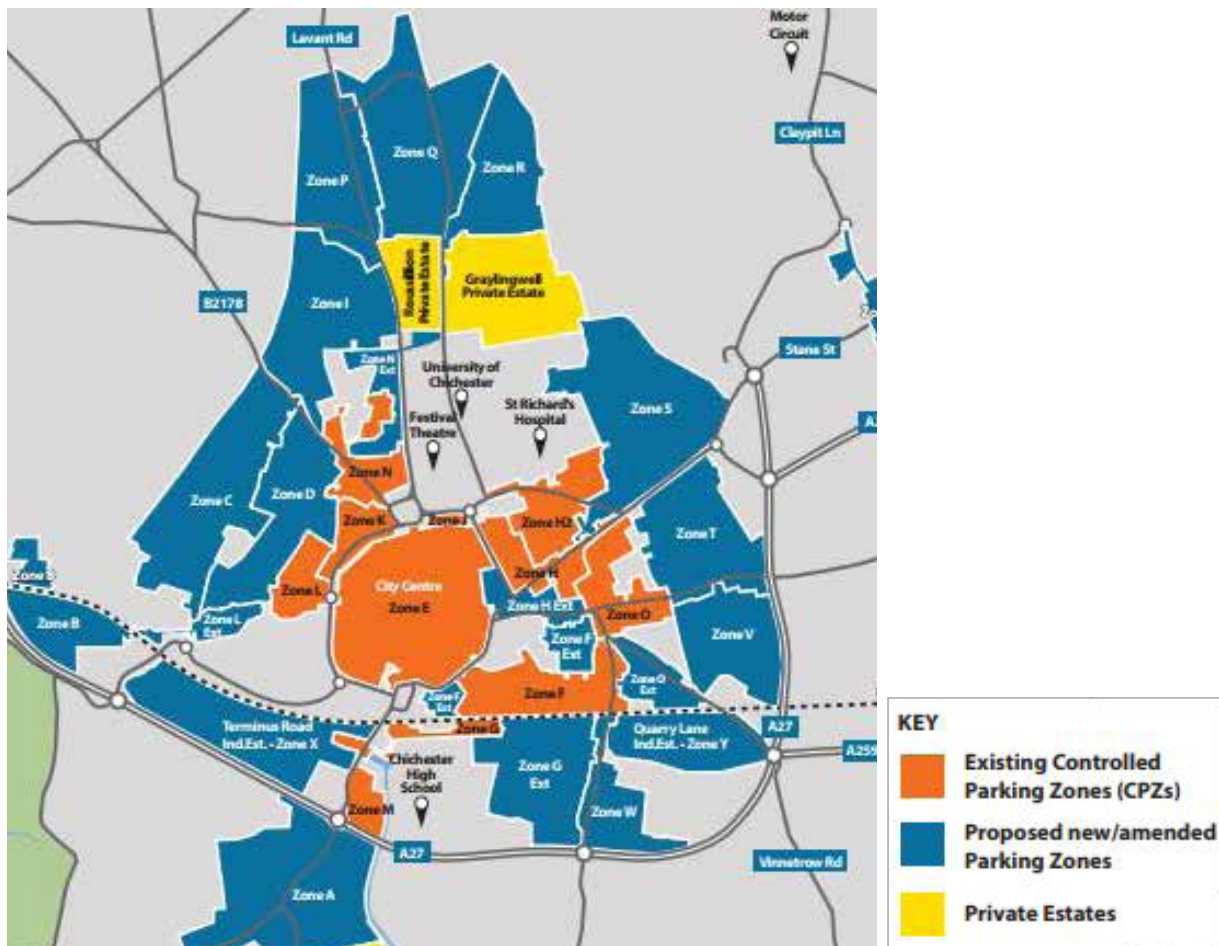 Motor
Circuit
Lavant Rd
Claypit Ln
Zone Q
Zone R
Zone P
Rousillion
Private Estate
Graylingwell
Private Estate
Zone I
B2178
Stane St
Zone N
Ext
University of
Chichester
St Richard's
Hospital
Festival
Theatre
Zone S
Zone N
Zone D
Zone C
Zone K
Zone J
Zone H2
Zone T
Zone H
City Centre
Zone E
Zone L
Zone H Ext
Zone O
Zone L
Ext
Zone B
Zone B
Zone F
Ext
Zone V
Zone O
Ext
Zone F
Ext
Zone F
Terminus Road
Ind.Est. - Zone X
Zone G
Quarry Lane
Ind.Est. - Zone Y
A27
A259
Chichester
High
School
Zone G
Ext
Zone M
Zone W
A27
Vinnetrow Rd
Zone A
KEY
Existing Controlled
Parking Zones (CPZs)
Proposed new/amended
Parking Zones
Private Estates